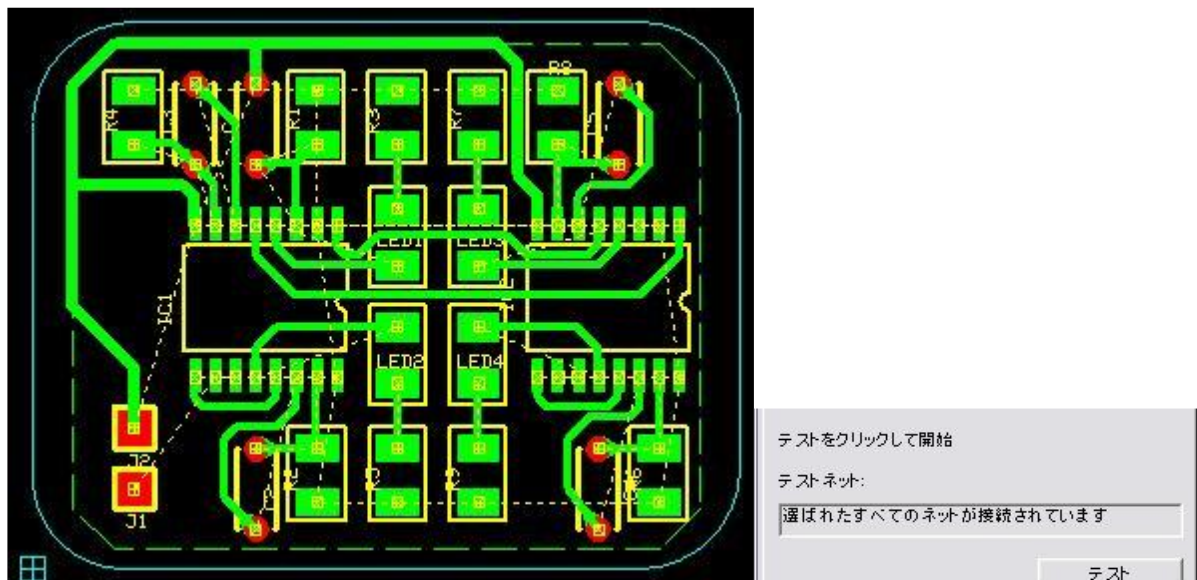 R8
R4
R1
R3
R7
LED1
LED3
IC1
LED2
LED4
J2
J1
テストをクリックして開始
テストネット:
選ばれたすべてのネットが接続されています
テスト